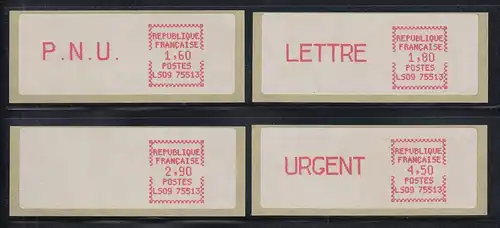 P.N.U.
REPUBLIQUE
FRANÇAISE
1,60
POSTES
LS09 75513
LETTRE
REPUBLIQUE
FRANÇAISE
1,80
POSTES
LS09 75513
REPUBLIQUE
FRANÇAISE
2,90
POSTES
LS09 75513
URGENT
REPUBLIQUE
FRANÇAISE
4,50
POSTES
LS09 75513